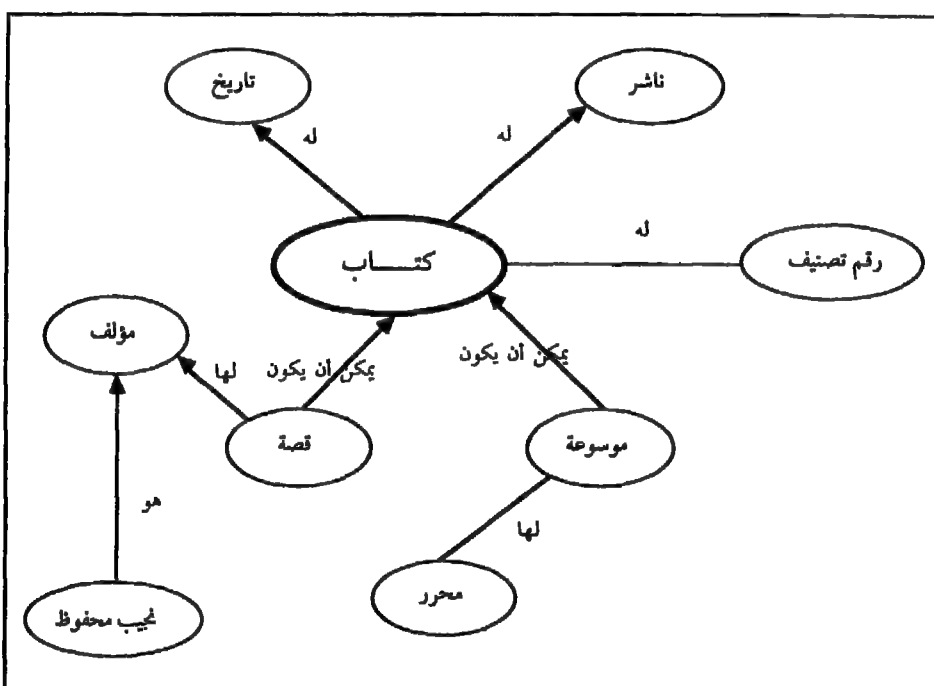 ناشر
تاريخ
له
له
كتـــــاب
له
رقم تصنيف
مؤلف
لها
يمكن أن يكون
يمكن أن يكون
قصة
موسوعة
هو
لها
محرر
نجيب محفوظ